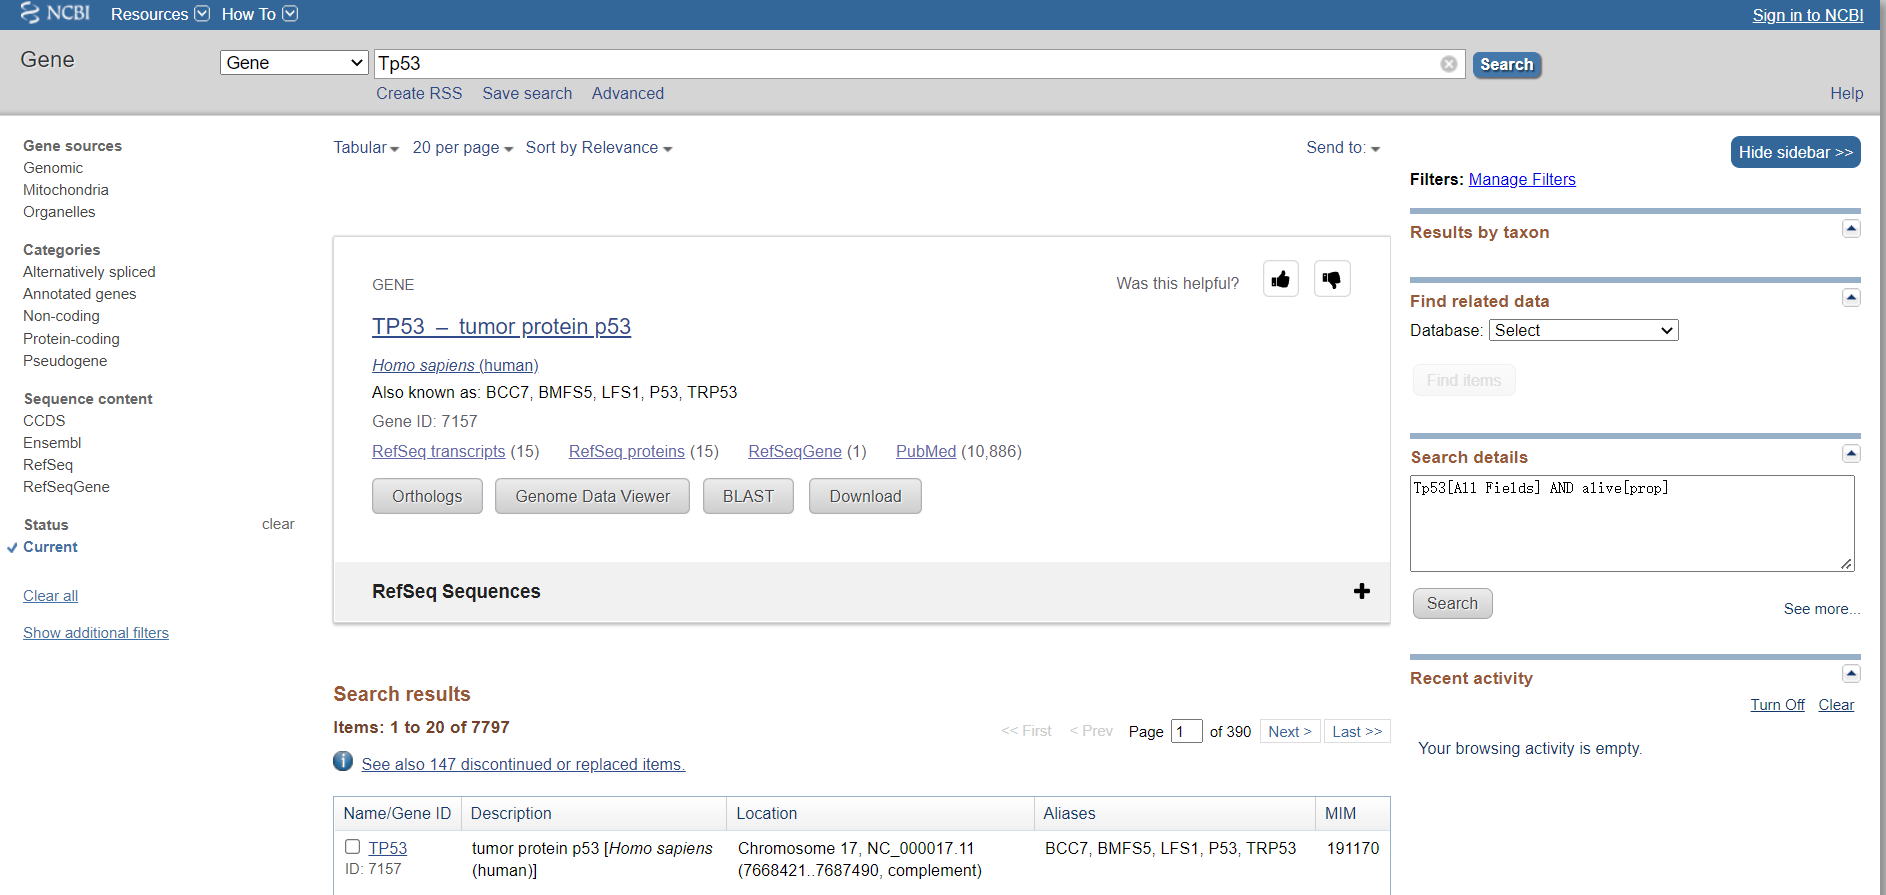 NCBI Resources How To Sign in to NCBI
Gene Gene Tp53 Search
Create RSS Save search Advanced Help
Gene sources
Genomic
Mitochondria
Organelles
Categories
Alternatively spliced
Annotated genes
Non-coding
Protein-coding
Pseudogene
Sequence content
CCDS
Ensembl
RefSeq
RefSeqGene
Status clear
Current
Clear all
Show additional filters
Tabular 20 per page Sort by Relevance Send to:
GENE Was this helpful?
TP53 – tumor protein p53
Homo sapiens (human)
Also known as: BCC7, BMFS5, LFS1, P53, TRP53
Gene ID: 7157
RefSeq transcripts (15) RefSeq proteins (15) RefSeqGene (1) PubMed (10,886)
Orthologs Genome Data Viewer BLAST Download
RefSeq Sequences
Search results
Items: 1 to 20 of 7797
<< First < Prev Page 1 of 390 Next > Last >>
See also 147 discontinued or replaced items.
Name/Gene ID Description Location Aliases MIM
TP53 tumor protein p53 [Homo sapiens Chromosome 17, NC_000017.11 BCC7, BMFS5, LFS1, P53, TRP53 191170
ID: 7157 (human)] (7668421..7687490, complement)
Hide sidebar >>
Filters: Manage Filters
Results by taxon
Find related data
Database: Select
Find items
Search details
Tp53[All Fields] AND alive[prop]
Search
See more...
Recent activity
Turn Off Clear
Your browsing activity is empty.